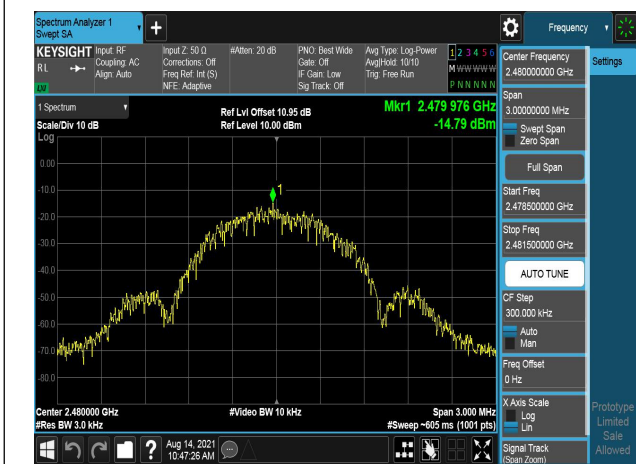 Spectrum Analyzer 1
Swept SA
Frequency
KEYSIGHT
RL
Input: RF
Coupling: AC
Align: Auto
Input Z: 50 Ω
Corrections: Off
Freq Ref: Int (S)
NFE: Adaptive
#Atten: 20 dB
PNO: Best Wide
Gate: Off
IF Gain: Low
Sig Track: Off
Avg Type: Log-Power
Avg|Hold: 10/10
Trig: Free Run
1 2 3 4 5 6
M W W W W W
P N N N N N
1 Spectrum
Scale/Div 10 dB
Log
Ref Lvl Offset 10.95 dB
Ref Level 10.00 dBm
Mkr1 2.479 976 GHz
-14.79 dBm
1
0.00
-10.0
-20.0
-30.0
-40.0
-50.0
-60.0
-70.0
-80.0
Center 2.480000 GHz
#Res BW 3.0 kHz
#Video BW 10 kHz
Span 3.000 MHz
#Sweep ~605 ms (1001 pts)
Aug 14, 2021
10:47:26 AM
Center Frequency
2.480000000 GHz
Span
3.00000000 MHz
Swept Span
Zero Span
Full Span
Start Freq
2.478500000 GHz
Stop Freq
2.481500000 GHz
AUTO TUNE
CF Step
300.000 kHz
Auto
Man
Freq Offset
0 Hz
X Axis Scale
Log
Lin
Signal Track
(Span Zoom)
Settings
Prototype
Limited
Sale
Allowed